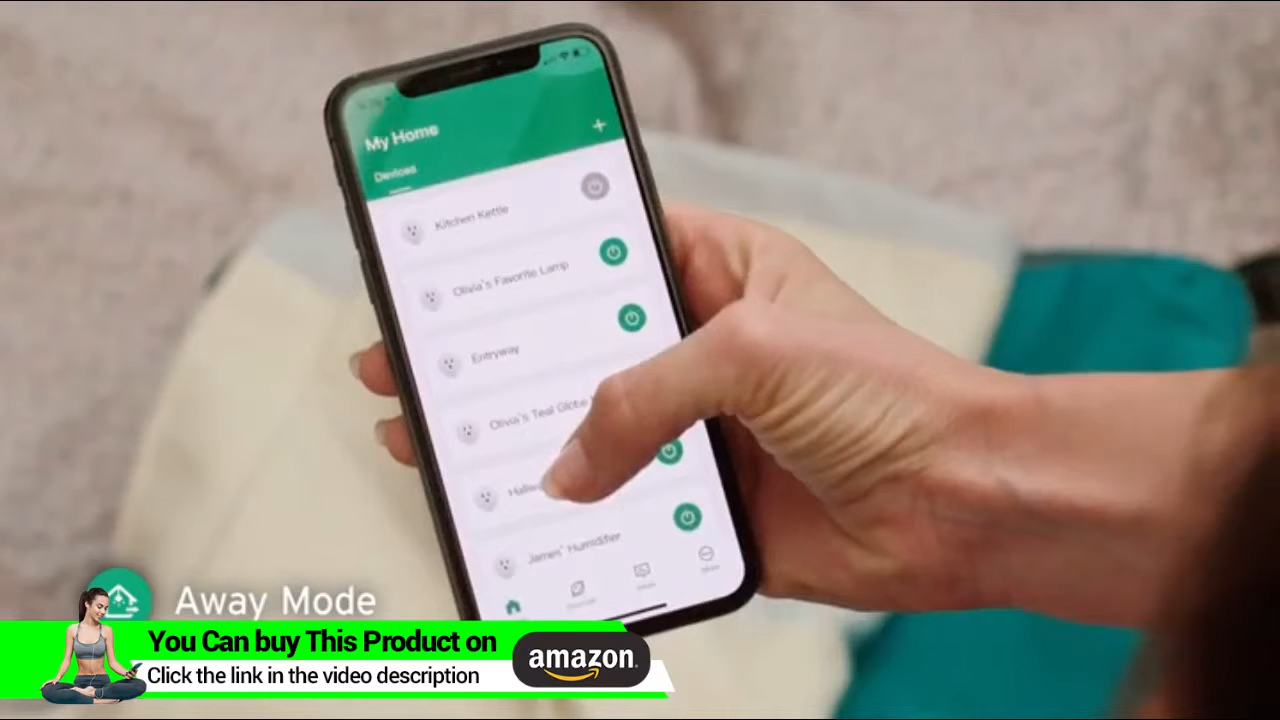 My Home
+
Devices
Kitchen Kettle
Olivia's Favorite Lamp
Entryway
Olivia's Teal Globe
James' Humidifier
Away Mode
You Can buy This Product on
Click the link in the video description
amazon